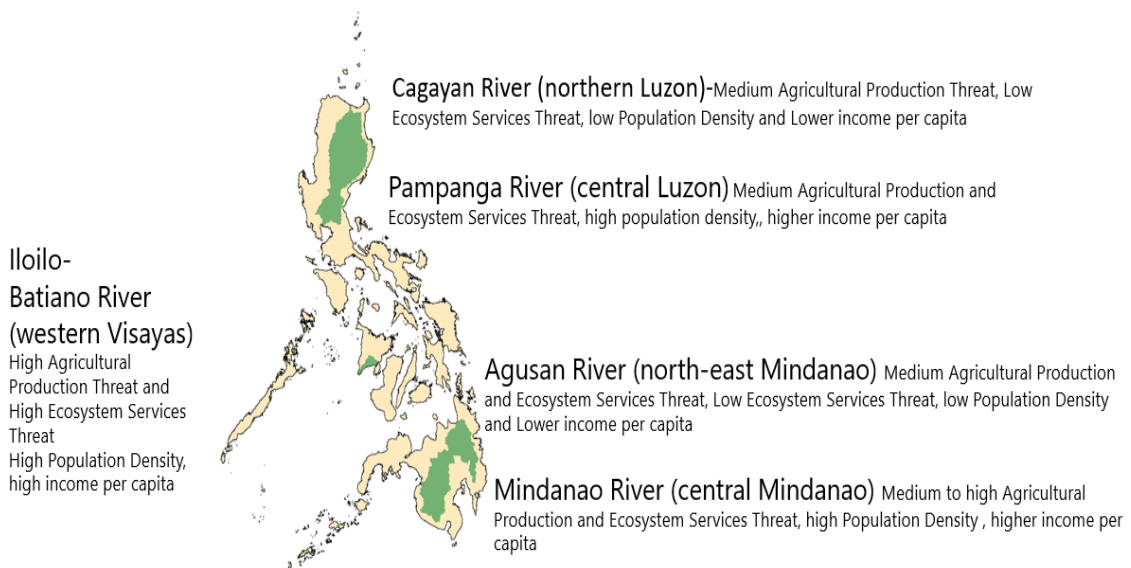 Cagayan River (northern Luzon)-Medium Agricultural Production Threat, Low
Ecosystem Services Threat, low Population Density and Lower income per capita
Pampanga River (central Luzon) Medium Agricultural Production and
Ecosystem Services Threat, high population density,, higher income per capita
Iloilo-
Batiano River
(western Visayas)
High Agricultural
Production Threat and
High Ecosystem Services
Threat
High Population Density,
high income per capita
Agusan River (north-east Mindanao) Medium Agricultural Production
and Ecosystem Services Threat, Low Ecosystem Services Threat, low Population Density
and Lower income per capita
Mindanao River (central Mindanao) Medium to high Agricultural
Production and Ecosystem Services Threat, high Population Density , higher income per
capita